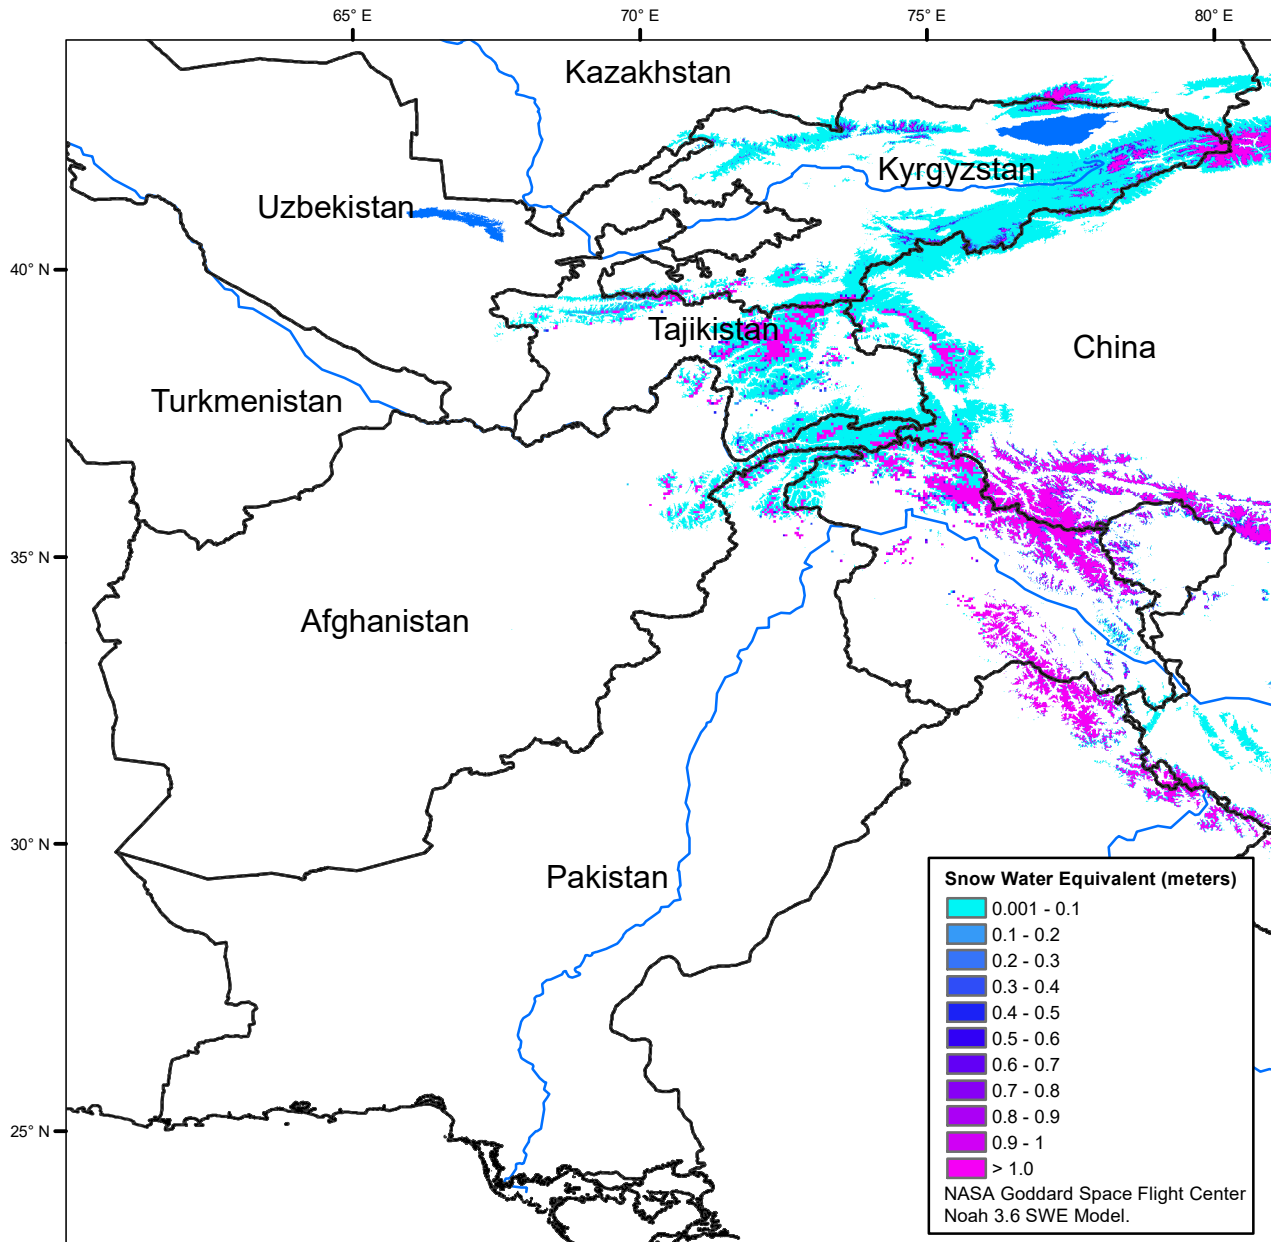 65° E
70° E
75° E
80° E
Kazakhstan
Kyrgyzstan
Uzbekistan
40° N
Tajikistan
China
Turkmenistan
35° N
Afghanistan
30° N
Pakistan
25° N
Snow Water Equivalent (meters)
0.001 - 0.1
0.1 - 0.2
0.2 - 0.3
0.3 - 0.4
0.4 - 0.5
0.5 - 0.6
0.6 - 0.7
0.7 - 0.8
0.8 - 0.9
0.9 - 1
> 1.0
NASA Goddard Space Flight Center
Noah 3.6 SWE Model.